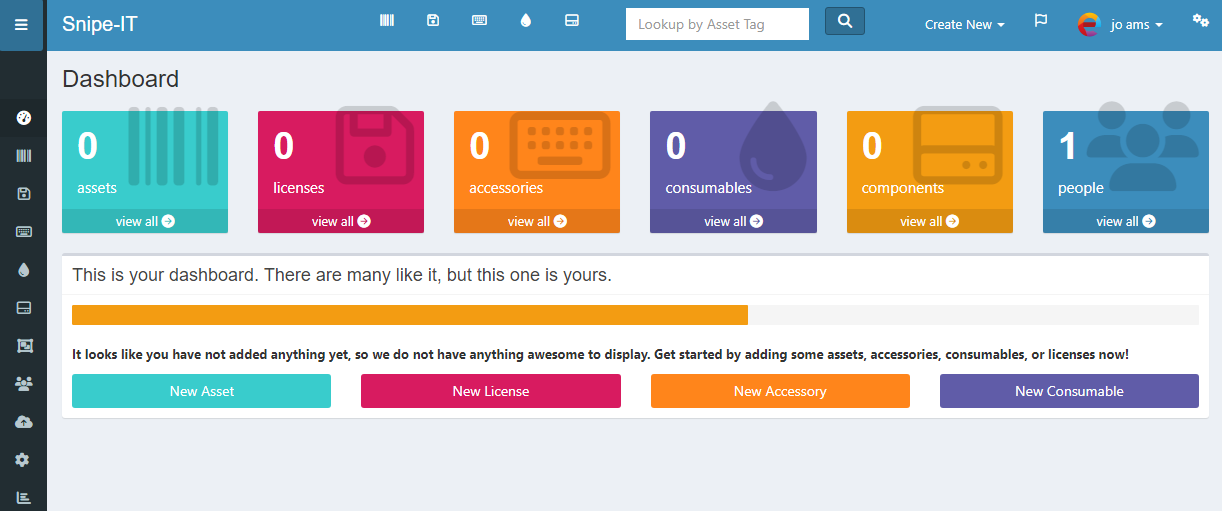 Snipe-IT
Lookup by Asset Tag
Create New
jo ams
Dashboard
0
assets
view all
0
licenses
view all
0
accessories
view all
0
consumables
view all
0
components
view all
1
people
view all
This is your dashboard. There are many like it, but this one is yours.
It looks like you have not added anything yet, so we do not have anything awesome to display. Get started by adding some assets, accessories, consumables, or licenses now!
New Asset
New License
New Accessory
New Consumable